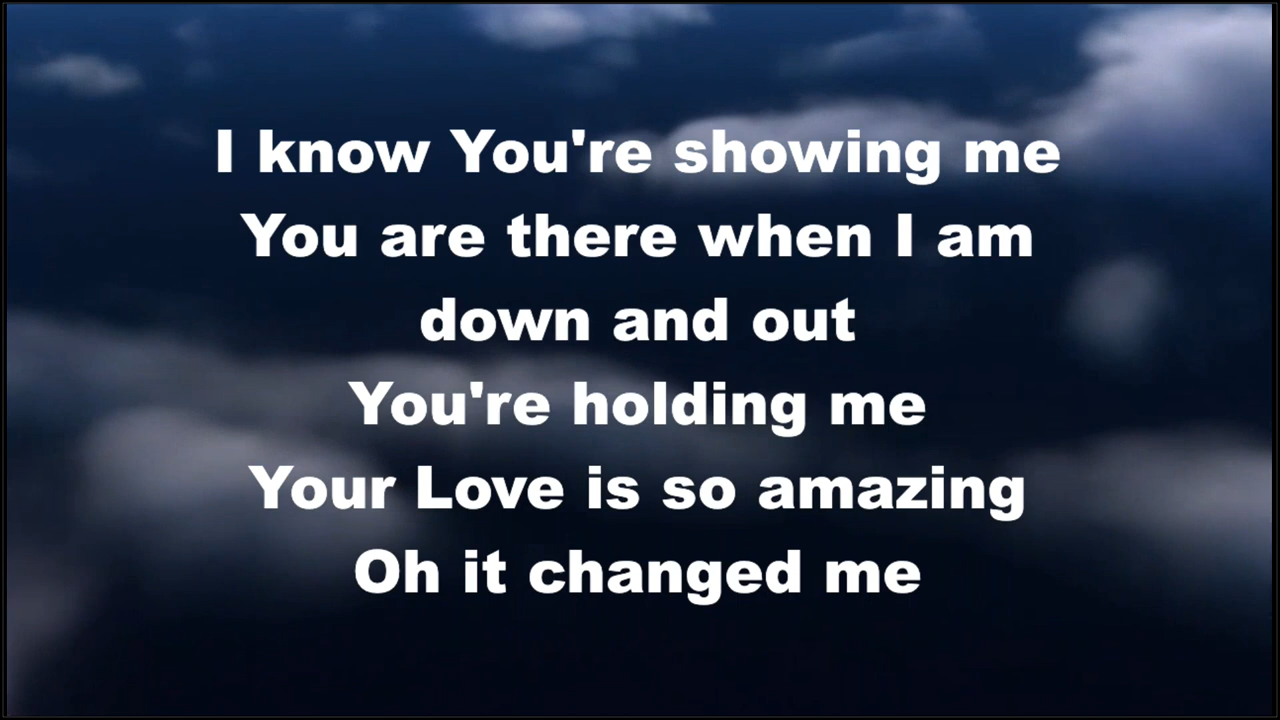 I know You're showing me
You are there when I am
down and out
You're holding me
Your Love is so amazing
Oh it changed me